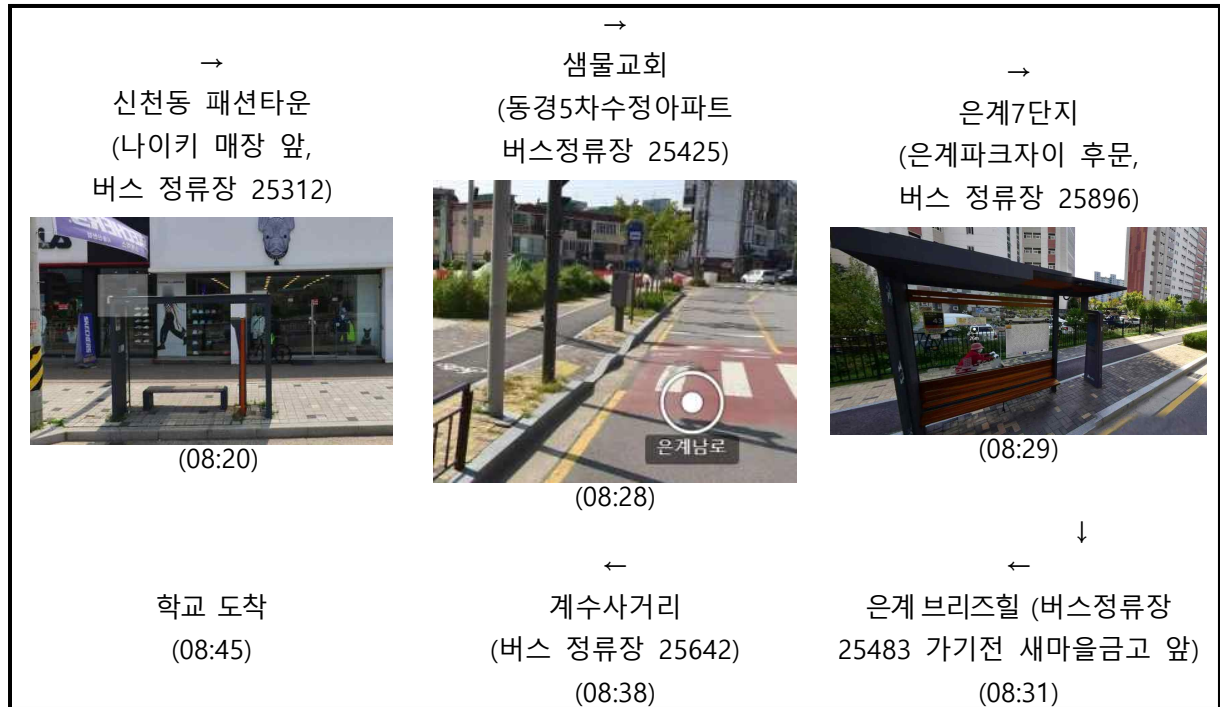 →
신천동 패션타운
(나이키 매장 앞,
버스 정류장 25312)
(08:20)
→
샘물교회
(동경5차수정아파트
버스정류장 25425)
은계남로
(08:28)
→
은계7단지
(은계파크자이 후문,
버스 정류장 25896)
(08:29)
↓
←
은계 브리즈힐 (버스정류장
25483 가기전 새마을금고 앞)
(08:31)
←
계수사거리
(버스 정류장 25642)
(08:38)
학교 도착
(08:45)